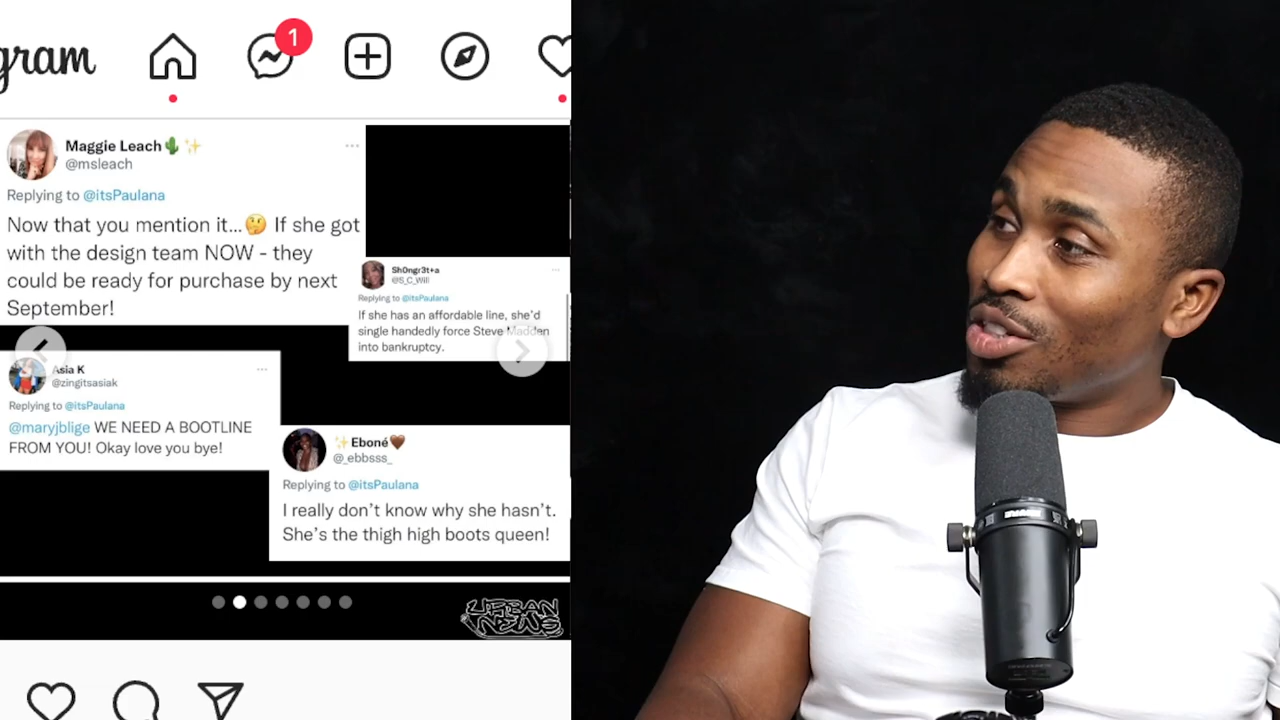 gram
1
Maggie Leach🌵✨
@msleach
Replying to @itsPaulana
Now that you mention it...🤔 If she got
with the design team NOW - they
could be ready for purchase by next
September!
Sh0ngr3t+a
@S_C_Will
Replying to @itsPaulana
If she has an affordable line, she'd
single handedly force Steve Madden
into bankruptcy.
Asia K
@zingitsasiak
Replying to @itsPaulana
@maryjblige WE NEED A BOOTLINE
FROM YOU! Okay love you bye!
✨Eboné🤎
@_ebbsss_
Replying to @itsPaulana
I really don't know why she hasn't.
She's the thigh high boots queen!
URBAN
NEWS